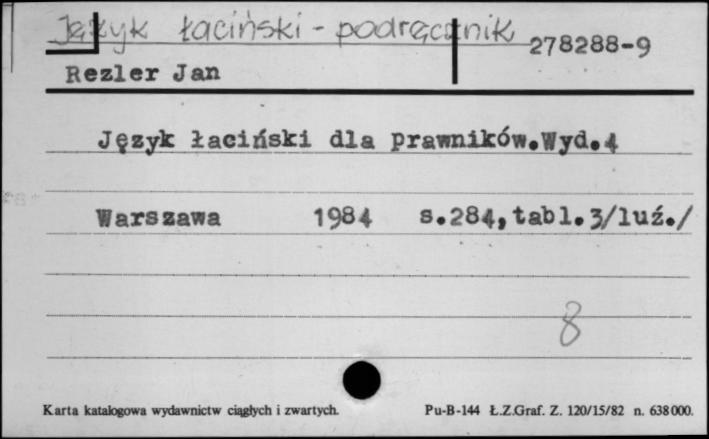 Język łaciński - podręcznik
278288-9
Rezler Jan
Język łaciński dla prawników.Wyd.4
Warszawa 1984 s.284,tabl.3/luź./
8
Karta katalogowa wydawnictw ciągłych i zwartych.
Pu-B-144 Ł.Z.Graf. Z. 120/15/82 n. 638000.